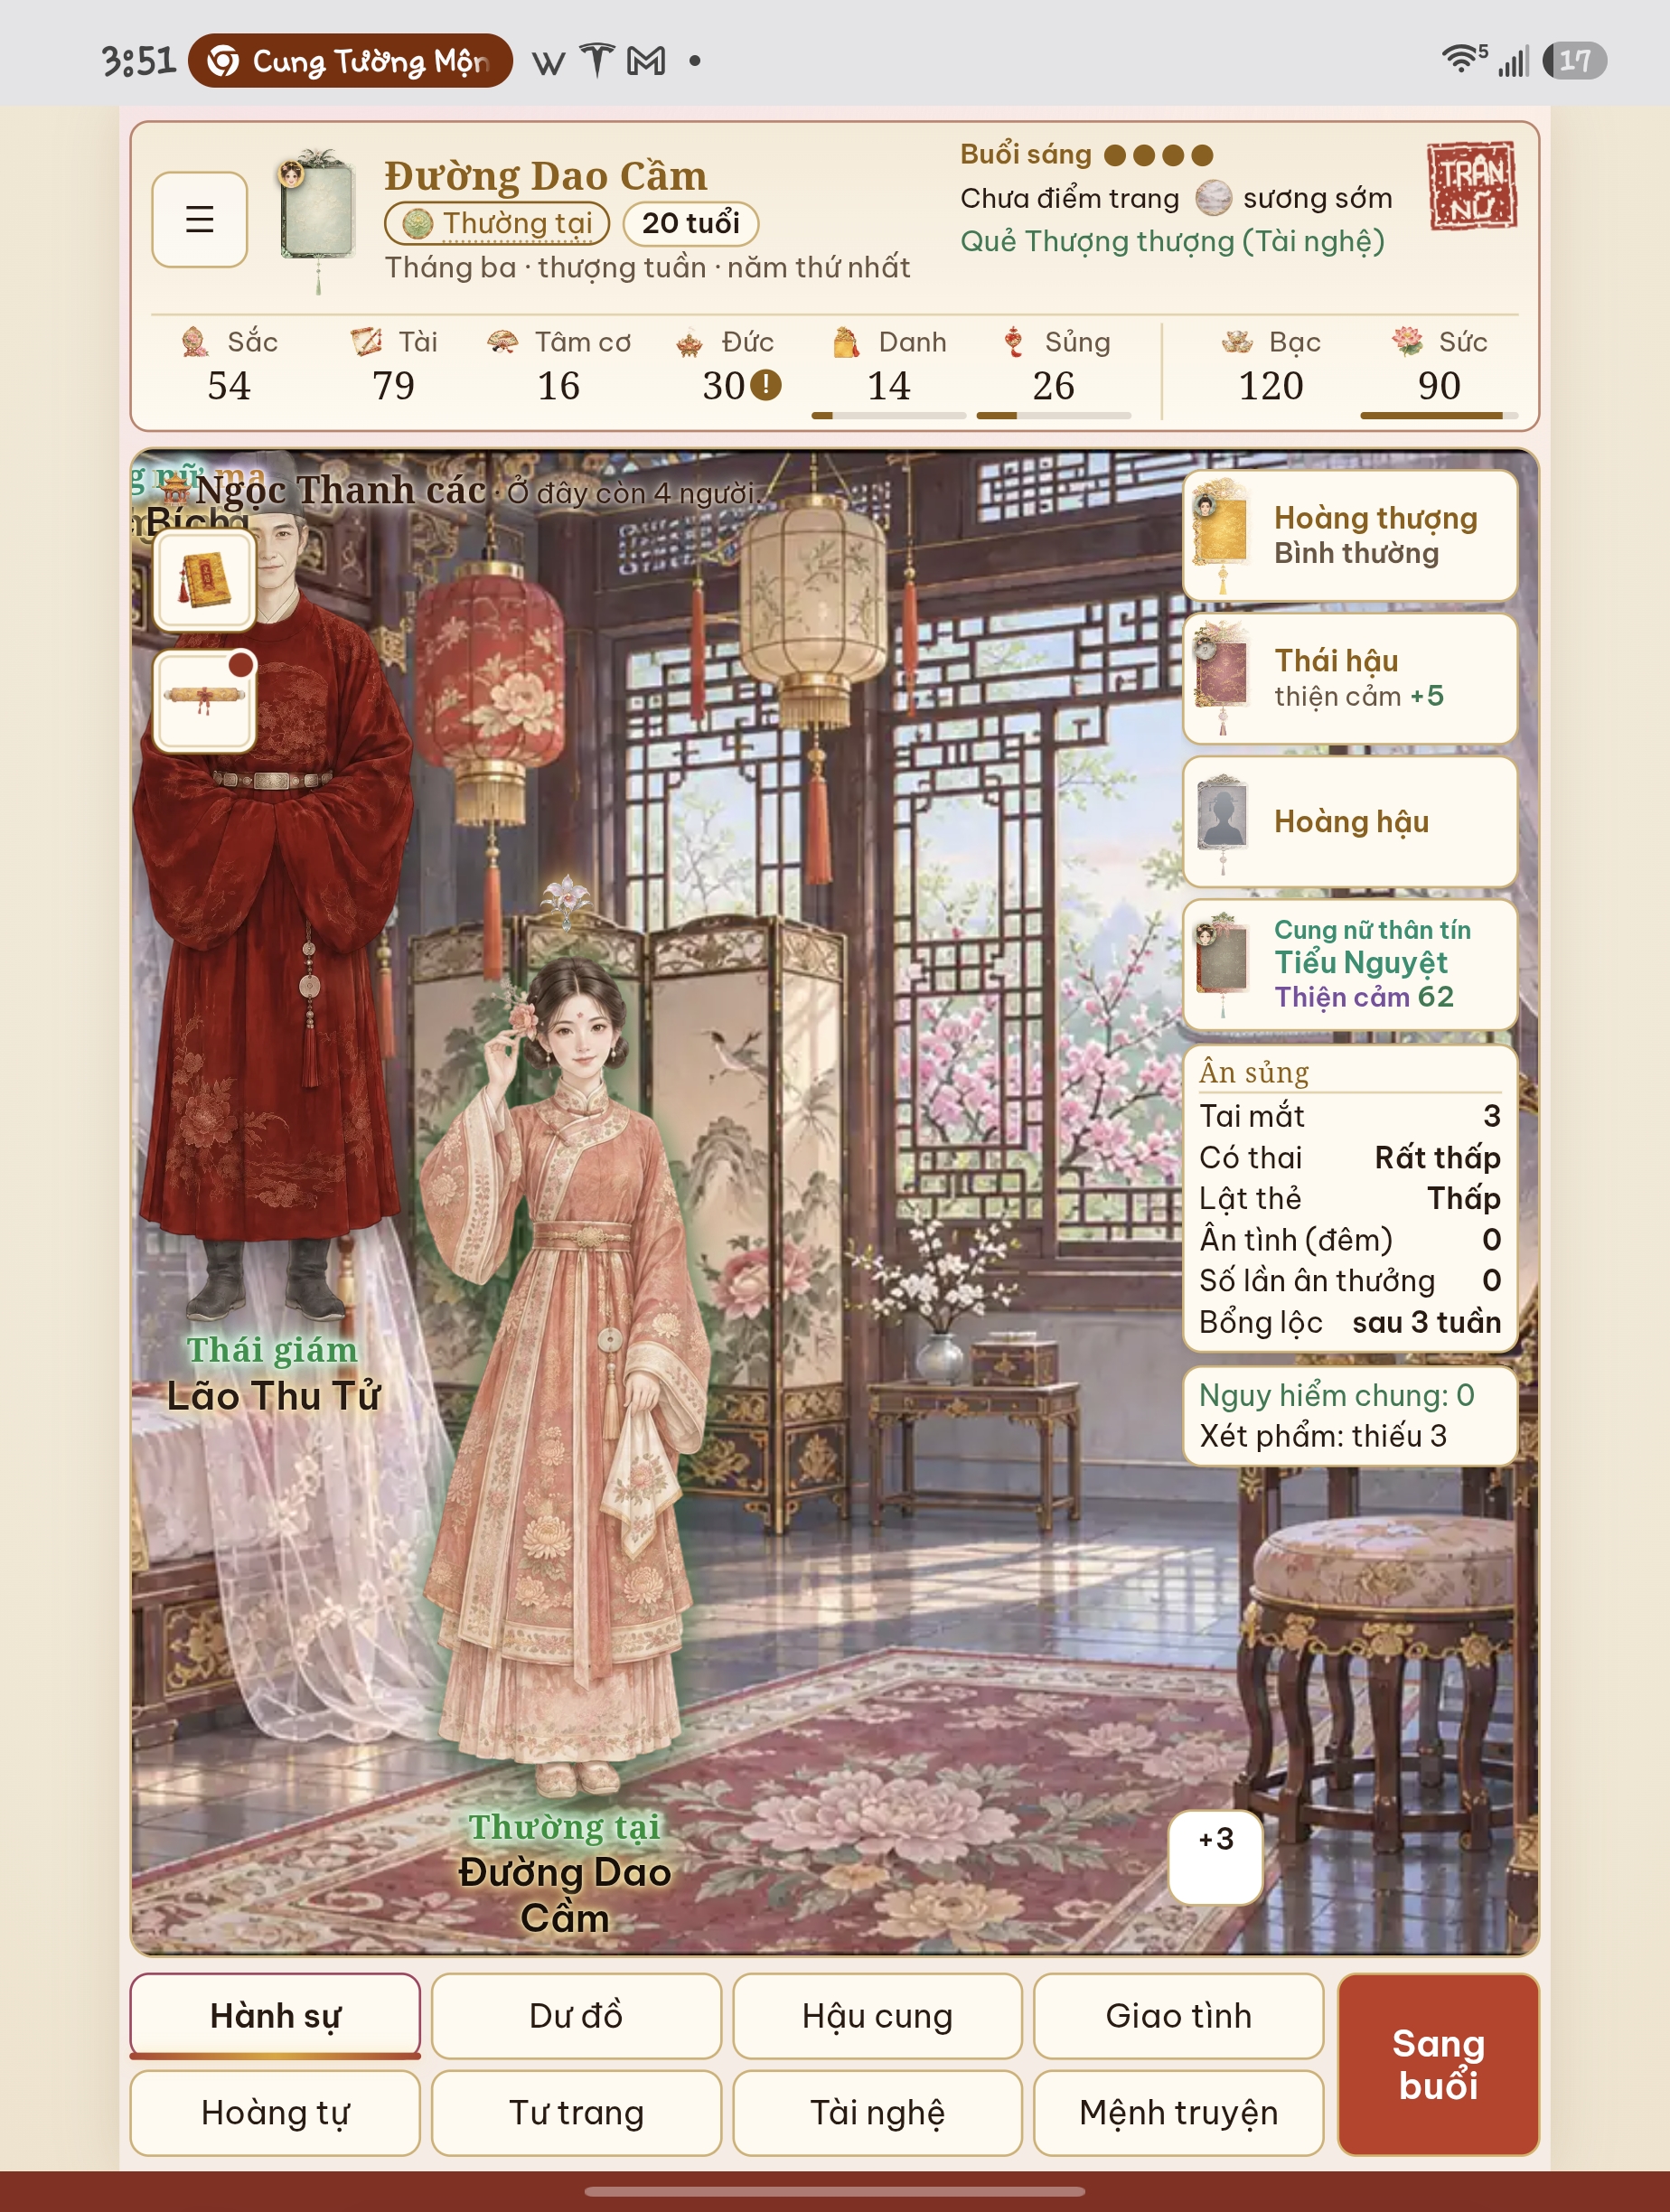 3:51 Cung Tường Mộn
17
Đường Dao Cầm
Thường tại 20 tuổi
Tháng ba · thượng tuần · năm thứ nhất
Buổi sáng
Chưa điểm trang sương sớm
Quẻ Thượng thượng (Tài nghệ)
TRÂN
NỮ
Sắc Tài Tâm cơ Đức Danh Sủng Bạc Sức
54 79 16 30 ! 14 26 120 90
g nữ ma
Ngọc Thanh các · Ở đây còn 4 người.
Bích
Hoàng thượng
Bình thường
Thái hậu
thiện cảm +5
Hoàng hậu
Cung nữ thân tín
Tiểu Nguyệt
Thiện cảm 62
Ân sủng
Tai mắt 3
Có thai Rất thấp
Lật thẻ Thấp
Ân tình (đêm) 0
Số lần ân thưởng 0
Bổng lộc sau 3 tuần
Nguy hiểm chung: 0
Xét phẩm: thiếu 3
Thái giám
Lão Thu Tử
Thường tại
Đường Dao
Cầm
+3
Hành sự Dư đồ Hậu cung Giao tình
Sang
buổi
Hoàng tự Tư trang Tài nghệ Mệnh truyện